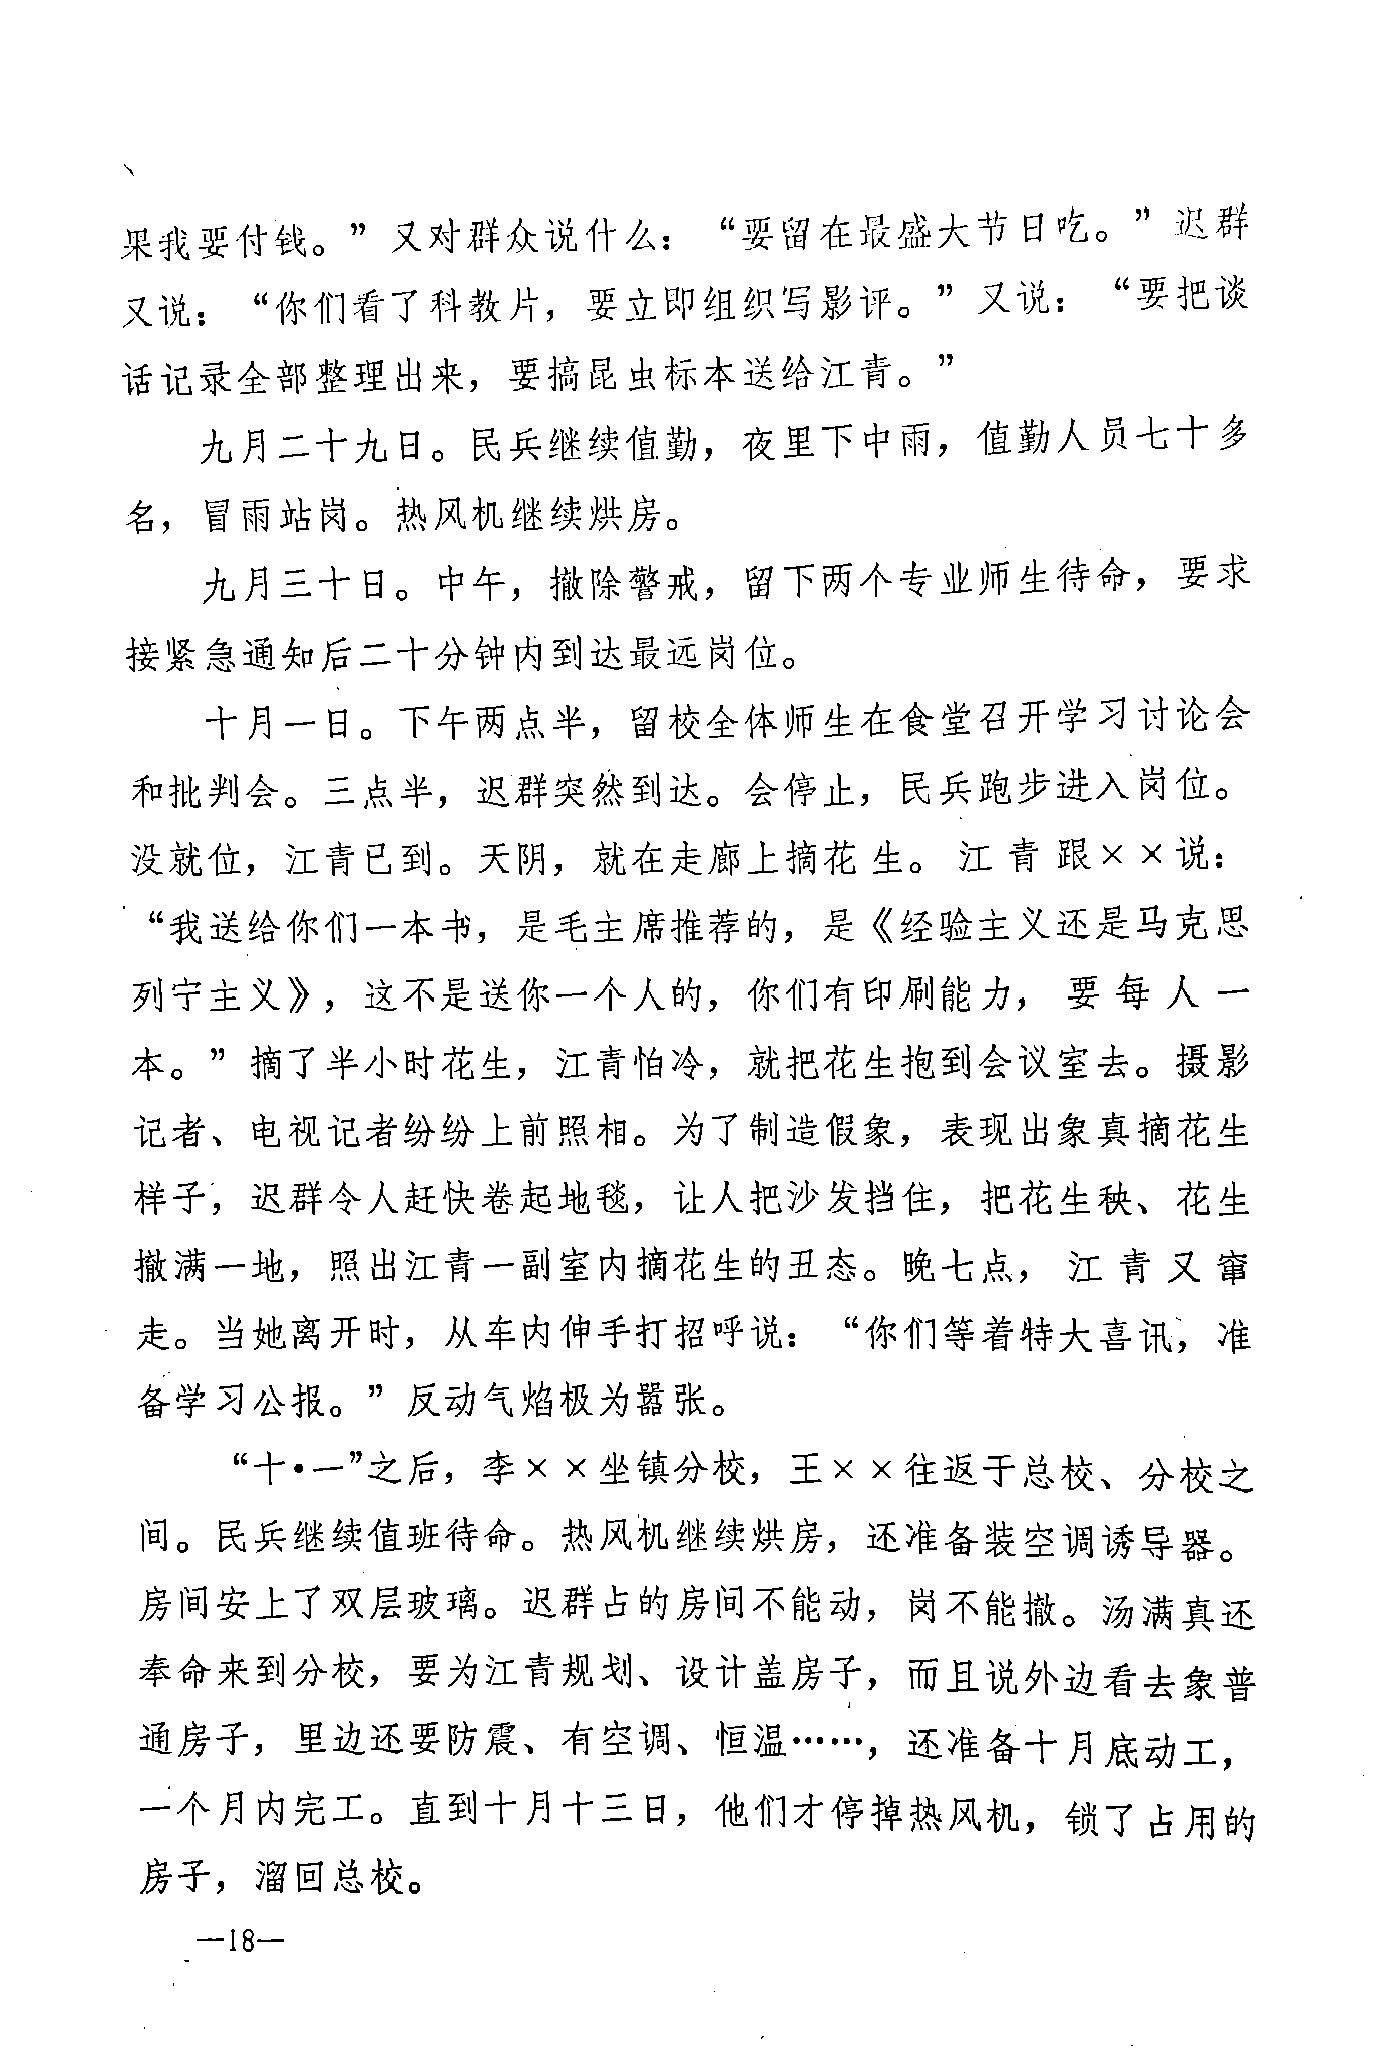 果我要付钱。”又对群众说什么：“要留在最盛大节日吃。”迟群
又说：“你们看了科教片，要立即组织写影评。”又说：“要把谈
话记录全部整理出来，要搞昆虫标本送给江青。”
九月二十九日。民兵继续值勤，夜里下中雨，值勤人员七十多
名，冒雨站岗。热风机继续烘房。
九月三十日。中午，撤除警戒，留下两个专业师生待命，要求
接紧急通知后二十分钟内到达最远岗位。
十月一日。下午两点半，留校全体师生在食堂召开学习讨论会
和批判会。三点半，迟群突然到达。会停止，民兵跑步进入岗位。
没就位，江青已到。天阴，就在走廊上摘花生。江青跟××说：
“我送给你们一本书，是毛主席推荐的，是《经验主义还是马克思
列宁主义》，这不是送你一个人的，你们有印刷能力，要每人一
本。”摘了半小时花生，江青怕冷，就把花生抱到会议室去。摄影
记者、电视记者纷纷上前照相。为了制造假象，表现出象真摘花生
样子，迟群令人赶快卷起地毯，让人把沙发挡住，把花生秧、花生
撤满一地，照出江青一副室内摘花生的丑态。晚七点，江青又窜
走。当她离开时，从车内伸手打招呼说：“你们等着特大喜讯，准
备学习公报。”反动气焰极为嚣张。
“十·一”之后，李××坐镇分校，王××往返于总校、分校之
间。民兵继续值班待命。热风机继续烘房，还准备装空调诱导器。
房间安上了双层玻璃。迟群占的房间不能动，岗不能撤。汤满真还
奉命来到分校，要为江青规划、设计盖房子，而且说外边看去象普
通房子，里边还要防震、有空调、恒温……，还准备十月底动工，
一个月内完工。直到十月十三日，他们才停掉热风机，锁了占用的
房子，溜回总校。
—18—